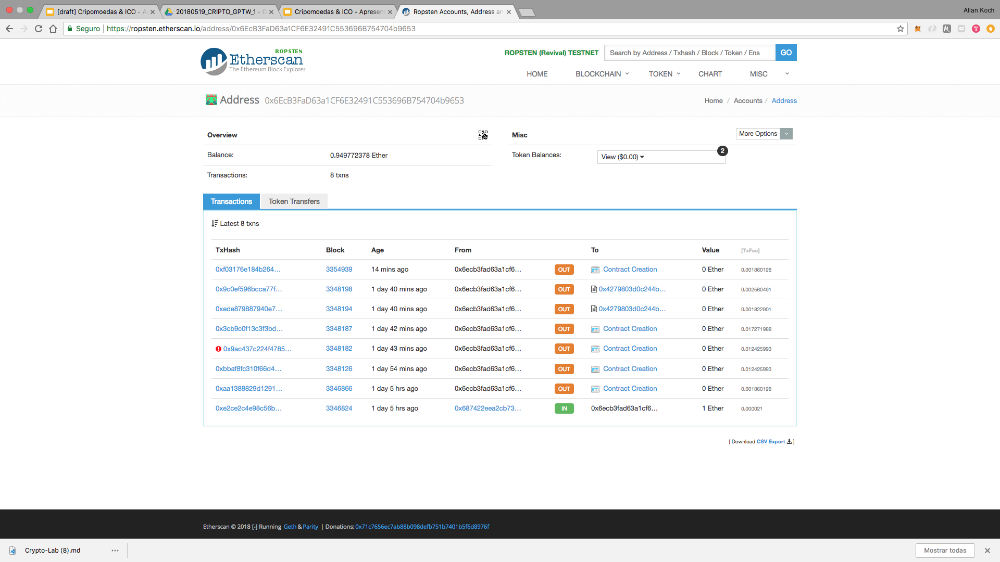 Allan Koch
[draft] Cripomoedas & ICO - A
20180519_CRIPTO_GPTW_1 - G
Cripomoedas & ICO - Apresen
Ropsten Accounts, Address an
Seguro https://ropsten.etherscan.io/address/0x6EcB3FaD63a1CF6E32491C553696B754704b9653
ROPSTEN
Etherscan
The Ethereum Block Explorer
ROPSTEN (Revival) TESTNET
Search by Address / Txhash / Block / Token / Ens
GO
HOME BLOCKCHAIN TOKEN CHART MISC
Address 0x6EcB3FaD63a1CF6E32491C553696B754704b9653
Home / Accounts / Address
Overview
Balance: 0.949772378 Ether
Transactions: 8 txns
Misc
More Options
Token Balances: View ($0.00) 2
Transactions Token Transfers
Latest 8 txns
TxHash Block Age From To Value [TxFee]
0xf03176e184b264... 3354939 14 mins ago 0x6ecb3fad63a1cf6... OUT Contract Creation 0 Ether 0.001860128
0x9c0ef596bcca77f... 3348198 1 day 40 mins ago 0x6ecb3fad63a1cf6... OUT 0x4279803d0c244b... 0 Ether 0.002560491
0xede879887940e7... 3348194 1 day 40 mins ago 0x6ecb3fad63a1cf6... OUT 0x4279803d0c244b... 0 Ether 0.001822901
0x3cb9c0f13c3f3bd... 3348187 1 day 42 mins ago 0x6ecb3fad63a1cf6... OUT Contract Creation 0 Ether 0.017271988
0x9ac437c224f4785... 3348182 1 day 43 mins ago 0x6ecb3fad63a1cf6... OUT Contract Creation 0 Ether 0.012425993
0xbbaf8fc310f66d4... 3348126 1 day 54 mins ago 0x6ecb3fad63a1cf6... OUT Contract Creation 0 Ether 0.012425993
0xaa1388829d1291... 3346866 1 day 5 hrs ago 0x6ecb3fad63a1cf6... OUT Contract Creation 0 Ether 0.001860128
0xe2ce2c4e98c56b... 3346824 1 day 5 hrs ago 0x687422eea2cb73... IN 0x6ecb3fad63a1cf6... 1 Ether 0.000021
[ Download CSV Export ]
Etherscan © 2018 [-] Running Geth & Parity | Donations: 0x71c7656ec7ab88b098defb751b7401b5f6d8976f
Crypto-Lab (8).md
Mostrar todas